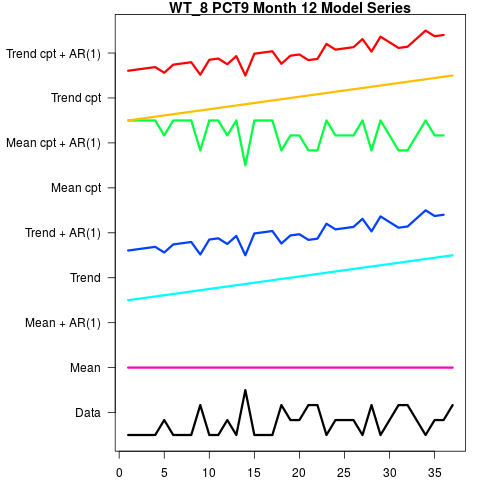 WT_8 PCT9 Month 12 Model Series
Trend cpt + AR(1)
Trend cpt
Mean cpt + AR(1)
Mean cpt
Trend + AR(1)
Trend
Mean + AR(1)
Mean
Data
0 5 10 15 20 25 30 35